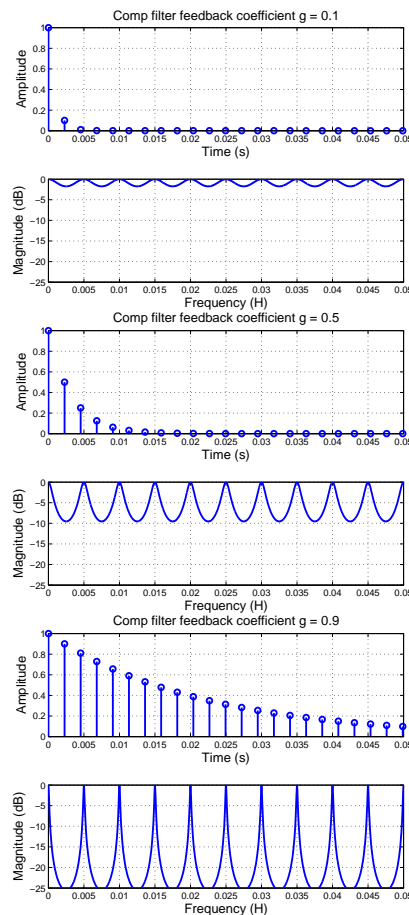 Comp filter feedback coefficient g = 0.1
1
0.8
0.6
0.4
0.2
0
Amplitude
0 0.005 0.01 0.015 0.02 0.025 0.03 0.035 0.04 0.045 0.05
Time (s)
0
−5
−10
−15
−20
−25
Magnitude (dB)
0 0.005 0.01 0.015 0.02 0.025 0.03 0.035 0.04 0.045 0.05
Frequency (H)
Comp filter feedback coefficient g = 0.5
1
0.8
0.6
0.4
0.2
0
Amplitude
0 0.005 0.01 0.015 0.02 0.025 0.03 0.035 0.04 0.045 0.05
Time (s)
0
−5
−10
−15
−20
−25
Magnitude (dB)
0 0.005 0.01 0.015 0.02 0.025 0.03 0.035 0.04 0.045 0.05
Frequency (H)
Comp filter feedback coefficient g = 0.9
1
0.8
0.6
0.4
0.2
0
Amplitude
0 0.005 0.01 0.015 0.02 0.025 0.03 0.035 0.04 0.045 0.05
Time (s)
0
−5
−10
−15
−20
−25
Magnitude (dB)
0 0.005 0.01 0.015 0.02 0.025 0.03 0.035 0.04 0.045 0.05
Frequency (H)